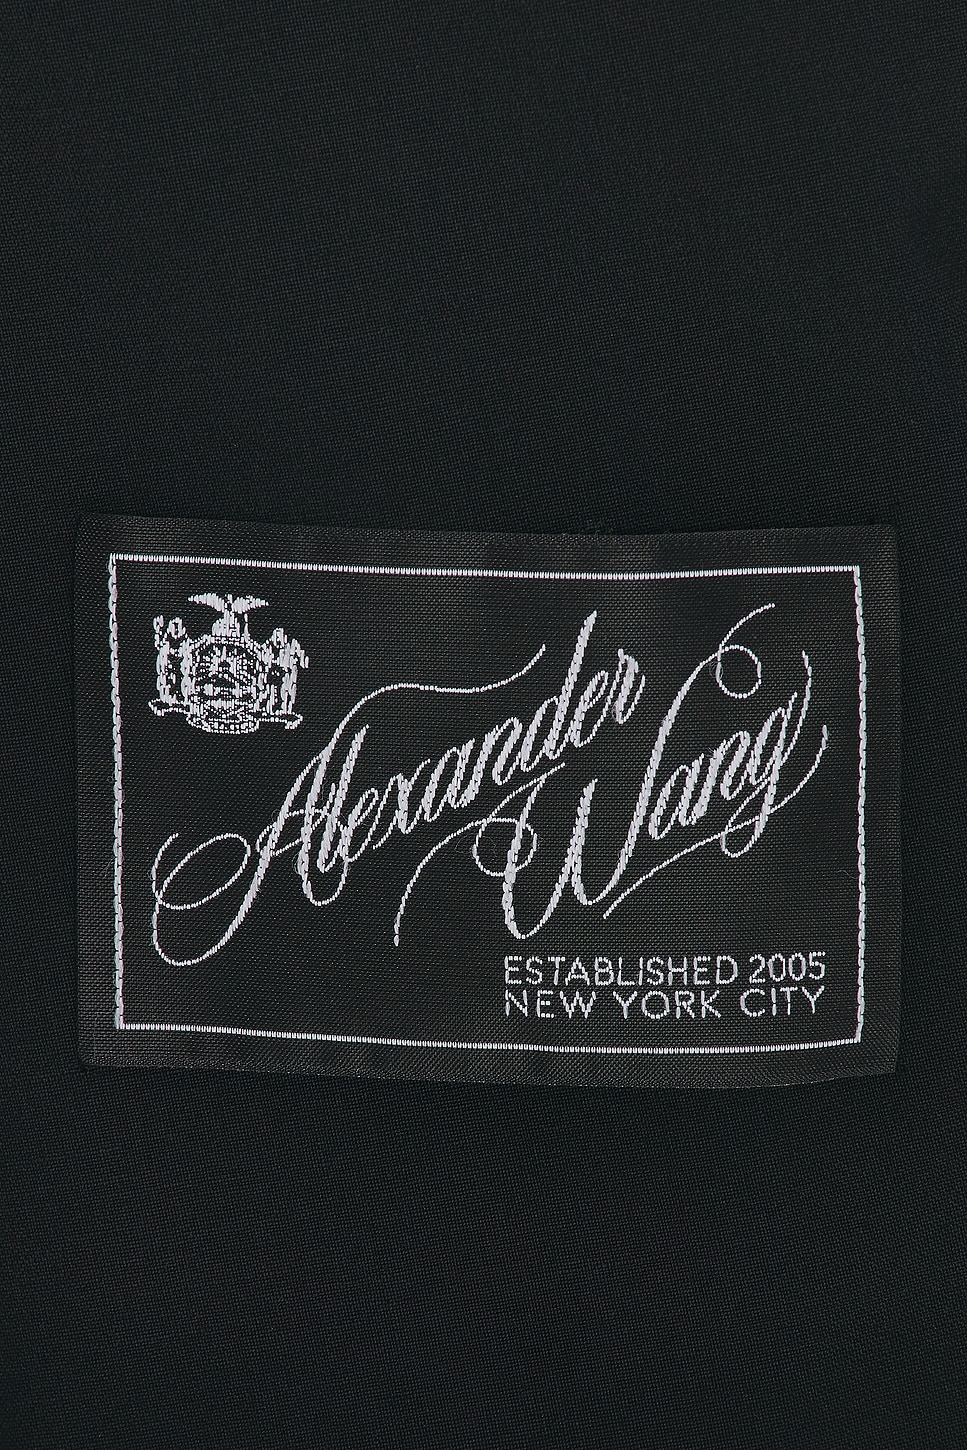 Alexander
Wang
ESTABLISHED 2005
NEW YORK CITY